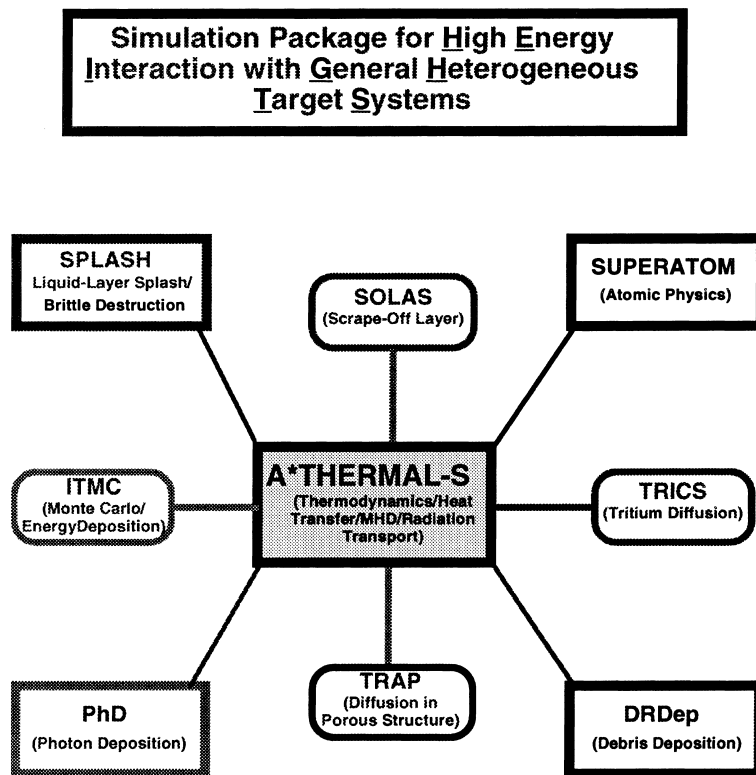 Simulation Package for High Energy
Interaction with General Heterogeneous
Target Systems
SPLASH
Liquid-Layer Splash/
Brittle Destruction
SOLAS
(Scrape-Off Layer)
SUPERATOM
(Atomic Physics)
ITMC
(Monte Carlo/
EnergyDeposition)
A*THERMAL-S
(Thermodynamics/Heat
Transfer/MHD/Radiation
Transport)
TRICS
(Tritium Diffusion)
PhD
(Photon Deposition)
TRAP
(Diffusion in
Porous Structure)
DRDep
(Debris Deposition)